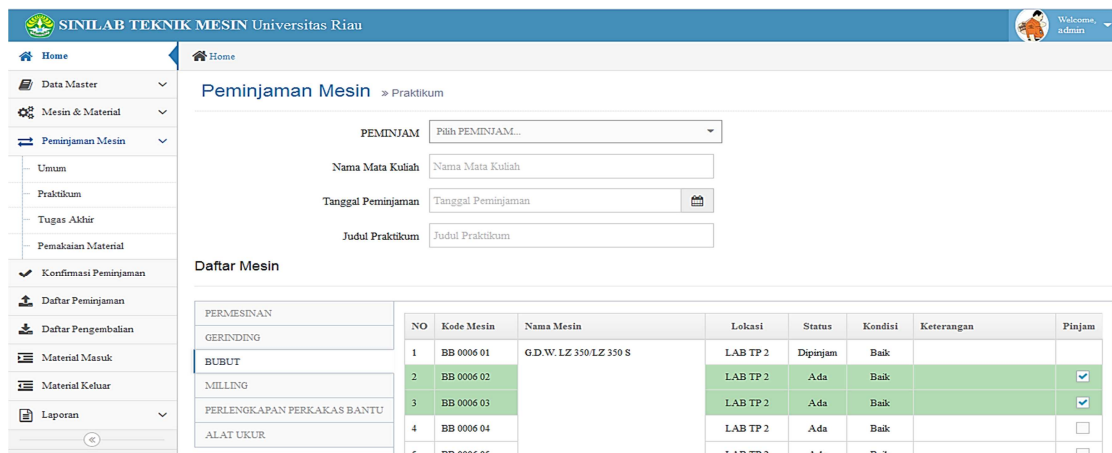 SINILAB TEKNIK MESIN Universitas Riau
Welcome,
admin
Home
Home
Data Master
Mesin & Material
Peminjaman Mesin
Umum
Praktikum
Tugas Akhir
Pemakaian Material
Konfirmasi Peminjaman
Daftar Peminjaman
Daftar Pengembalian
Material Masuk
Material Keluar
Laporan
Peminjaman Mesin » Praktikum
PEMINJAM Pilih PEMINJAM...
Nama Mata Kuliah Nama Mata Kuliah
Tanggal Peminjaman Tanggal Peminjaman
Judul Praktikum Judul Praktikum
Daftar Mesin
PERMESINAN
GERINDING
BUBUT
MILLING
PERLENGKAPAN PERKAKAS BANTU
ALAT UKUR
NO Kode Mesin Nama Mesin Lokasi Status Kondisi Keterangan Pinjam
1 BB 0006 01 G.D.W. LZ 350/LZ 350 S LAB TP 2 Dipinjam Baik
2 BB 0006 02 LAB TP 2 Ada Baik
3 BB 0006 03 LAB TP 2 Ada Baik
4 BB 0006 04 LAB TP 2 Ada Baik